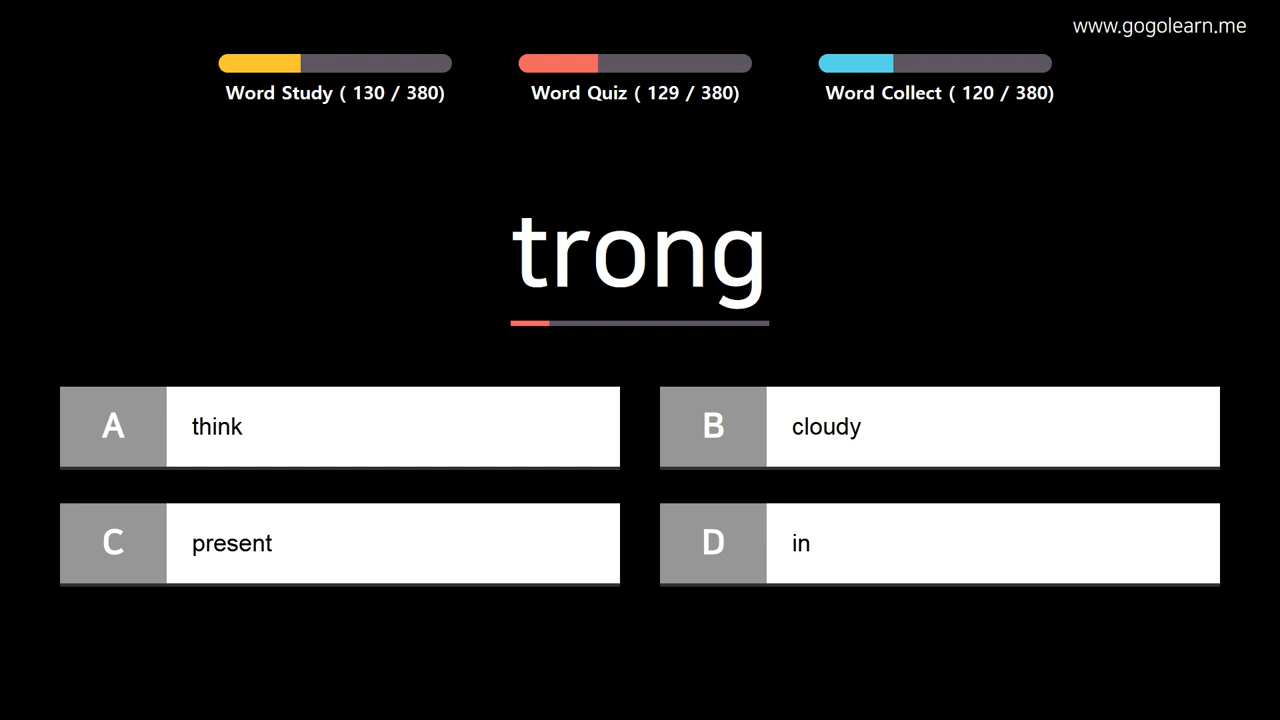 www.gogolearn.me
Word Study ( 130 / 380)
Word Quiz ( 129 / 380)
Word Collect ( 120 / 380)
trong
A think
B cloudy
C present
D in